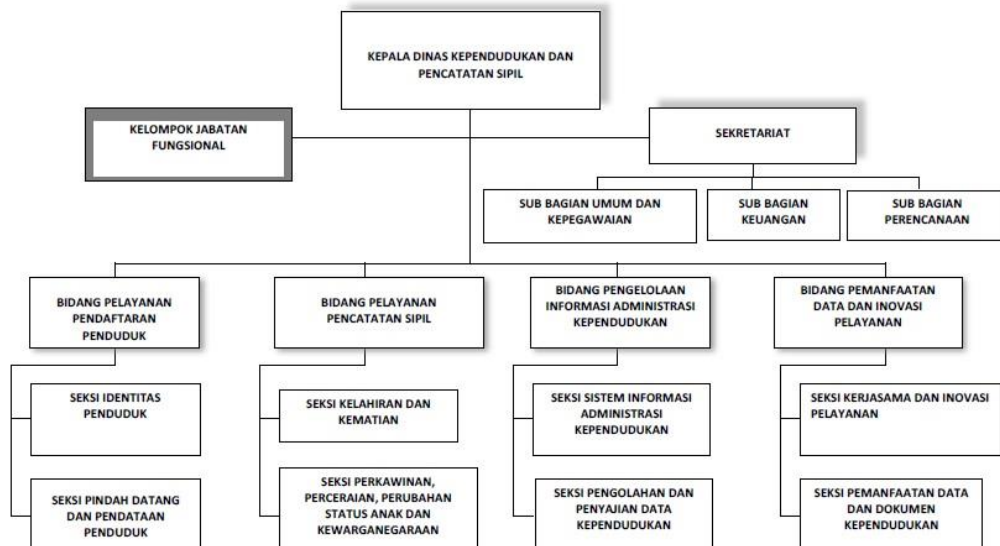 KEPALA DINAS KEPENDUDUKAN DAN
PENCATATAN SIPIL
KELOMPOK JABATAN
FUNGSIONAL
SEKRETARIAT
SUB BAGIAN UMUM DAN
KEPEGAWAIAN
SUB BAGIAN
KEUANGAN
SUB BAGIAN
PERENCANAAN
BIDANG PELAYANAN
PENDAFTARAN
PENDUDUK
BIDANG PELAYANAN
PENCATATAN SIPIL
BIDANG PENGELOLAAN
INFORMASI ADMINISTRASI
KEPENDUDUKAN
BIDANG PEMANFAATAN
DATA DAN INOVASI
PELAYANAN
SEKSI IDENTITAS
PENDUDUK
SEKSI KELAHIRAN DAN
KEMATIAN
SEKSI SISTEM INFORMASI
ADMINISTRASI
KEPENDUDUKAN
SEKSI KERJASAMA DAN INOVASI
PELAYANAN
SEKSI PINDAH DATANG
DAN PENDATAAN
PENDUDUK
SEKSI PERKAWINAN,
PERCERAIAN, PERUBAHAN
STATUS ANAK DAN
KEWARGANEGARAAN
SEKSI PENGOLAHAN DAN
PENYAJIAN DATA
KEPENDUDUKAN
SEKSI PEMANFAATAN DATA
DAN DOKUMEN
KEPENDUDUKAN